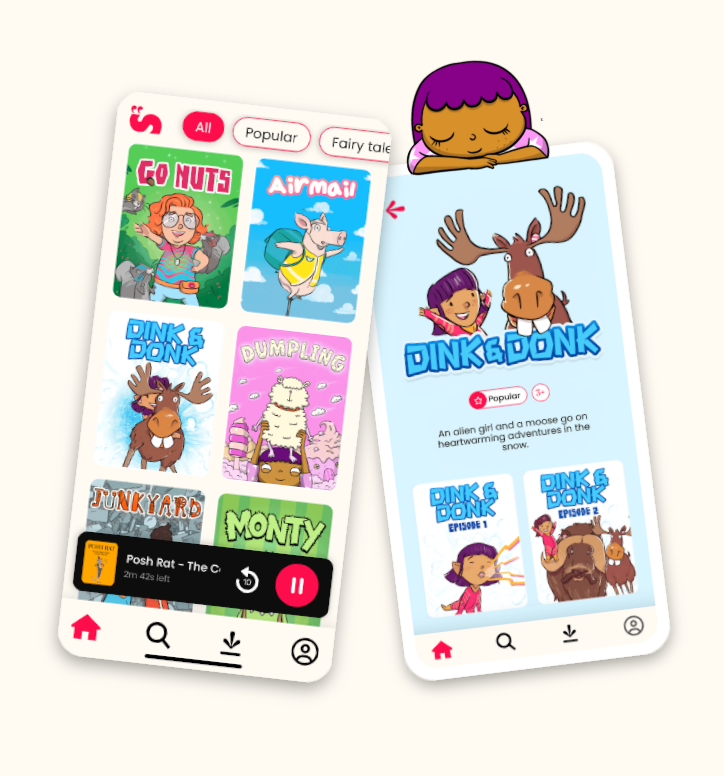 All
Popular
Fairy tale
GO NUTS
Airmail
DINK &
DONK
DUMPLING
JUNKYARD
MONTY
POSH RAT
Posh Rat - The C
2m 42s left
10
DINK & DONK
Popular
3+
An alien girl and a moose go on
heartwarming adventures in the
snow.
DINK &
DONK
EPISODE 1
DINK &
DONK
EPISODE 2